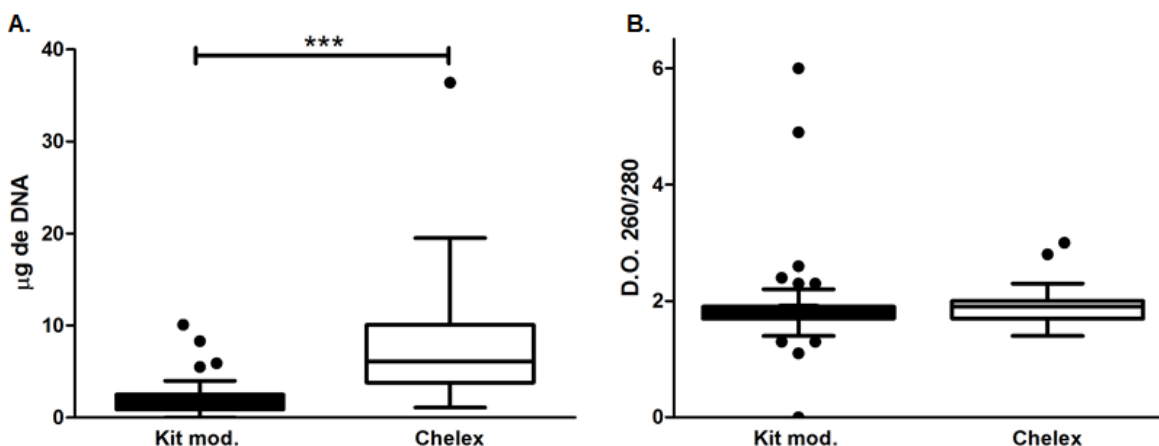 A.
***
40
30
20
10
0
μg de DNA
Kit mod.
Chelex
B.
6
4
2
0
D.O. 260/280
Kit mod.
Chelex